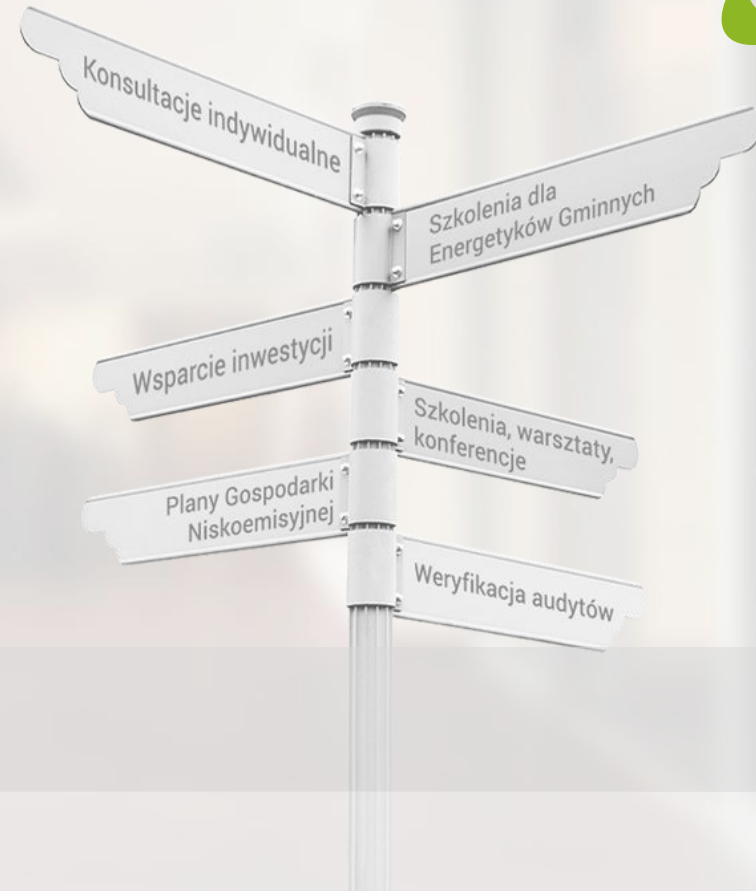 Konsultacje indywidualne
Szkolenia dla
Energetyków Gminnych
Wsparcie inwestycji
Szkolenia, warsztaty,
konferencje
Plany Gospodarki
Niskoemisyjnej
Weryfikacja audytów